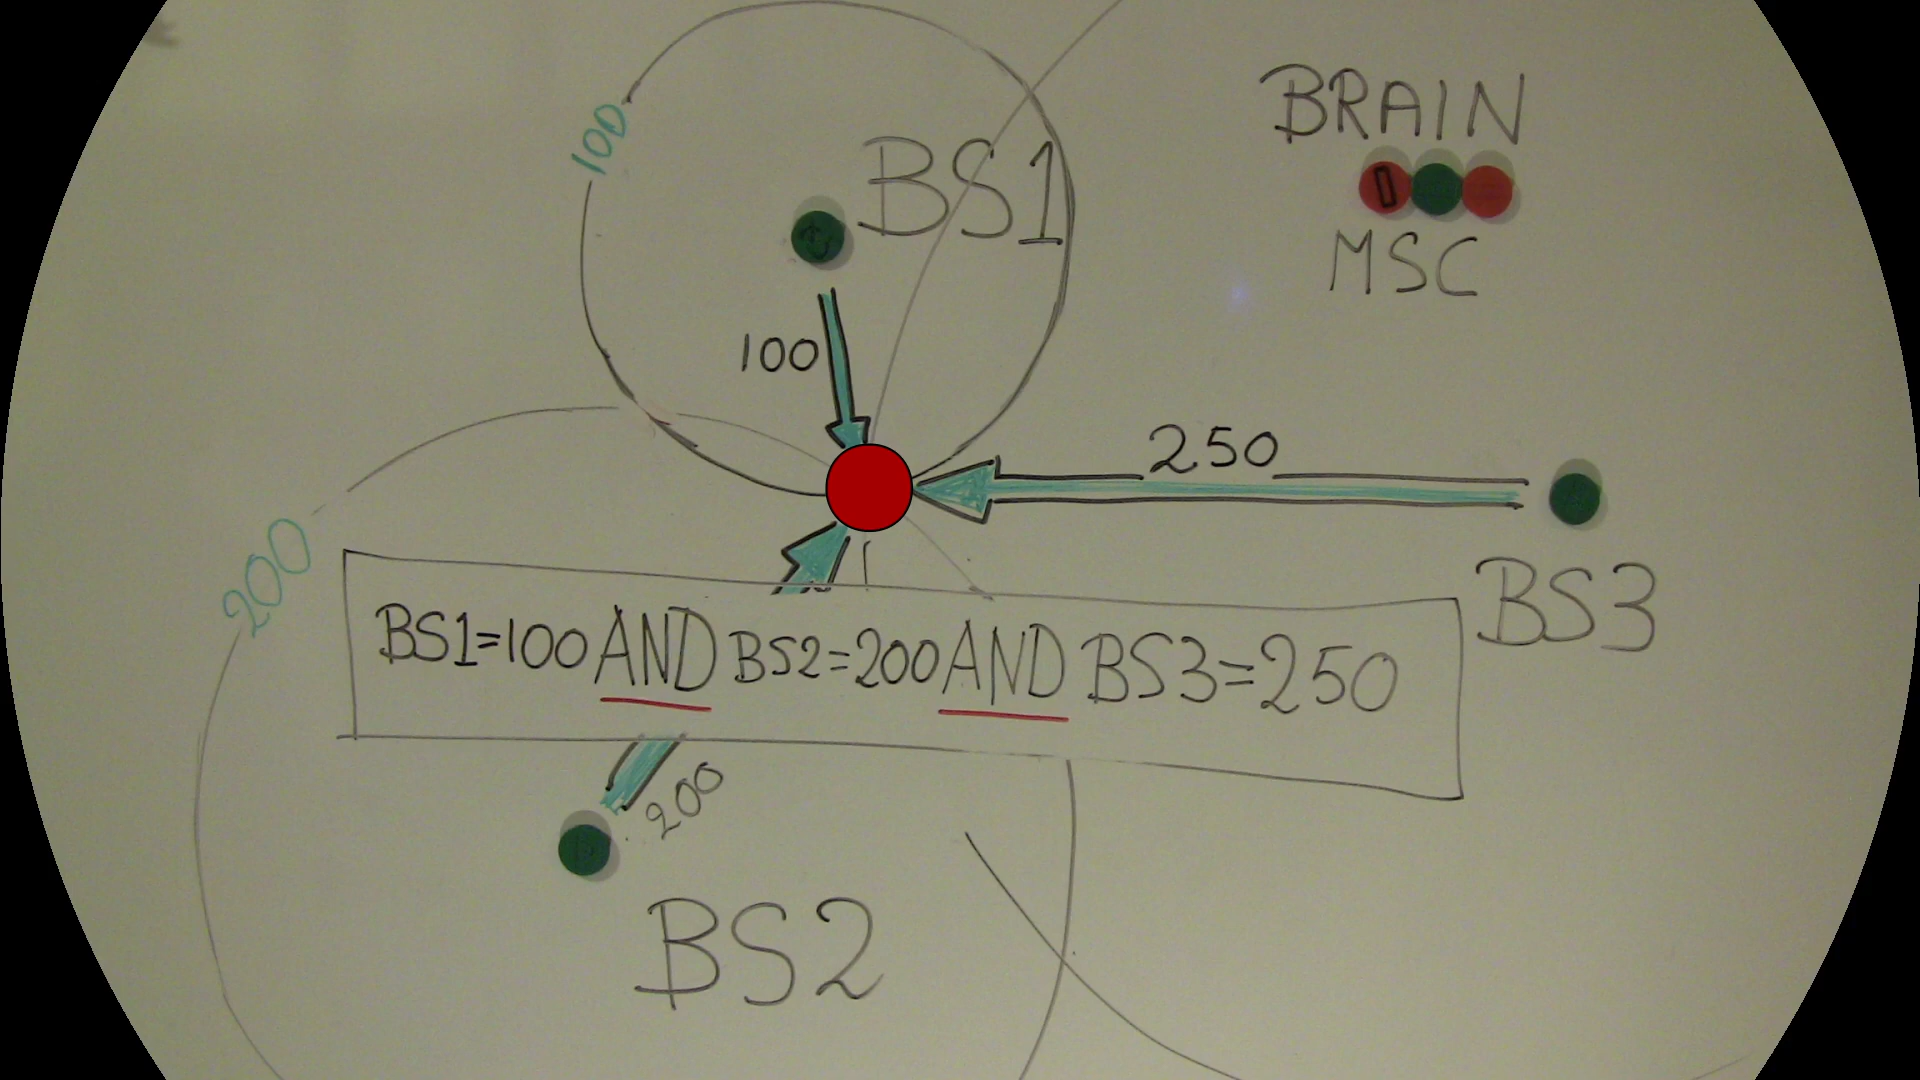 BRAIN
MSC
100
BS1
100
250
200
BS3
BS1=100 AND BS2=200 AND BS3=250
200
BS2